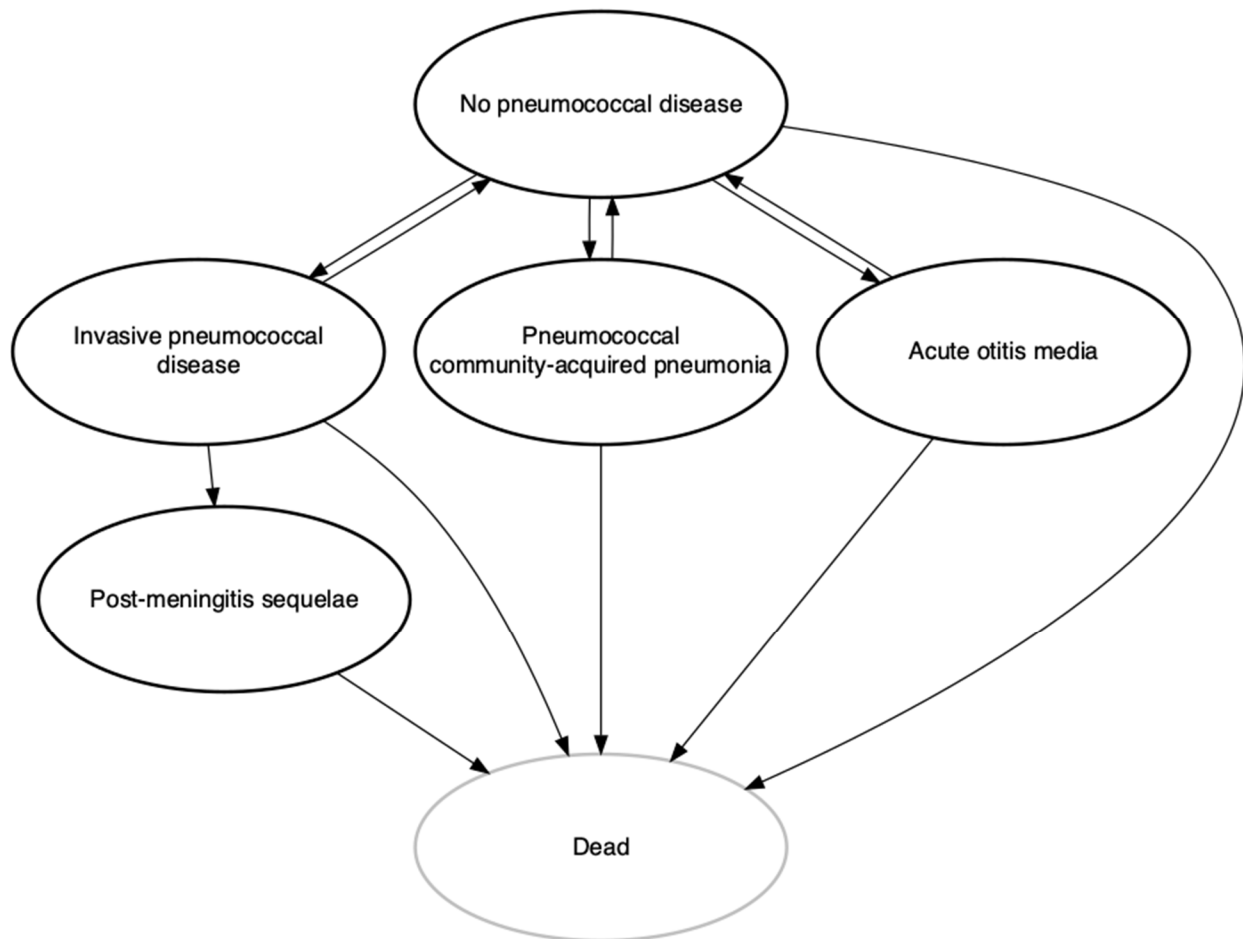 No pneumococcal disease
Invasive pneumococcal
disease
Pneumococcal
community-acquired pneumonia
Acute otitis media
Post-meningitis sequelae
Dead